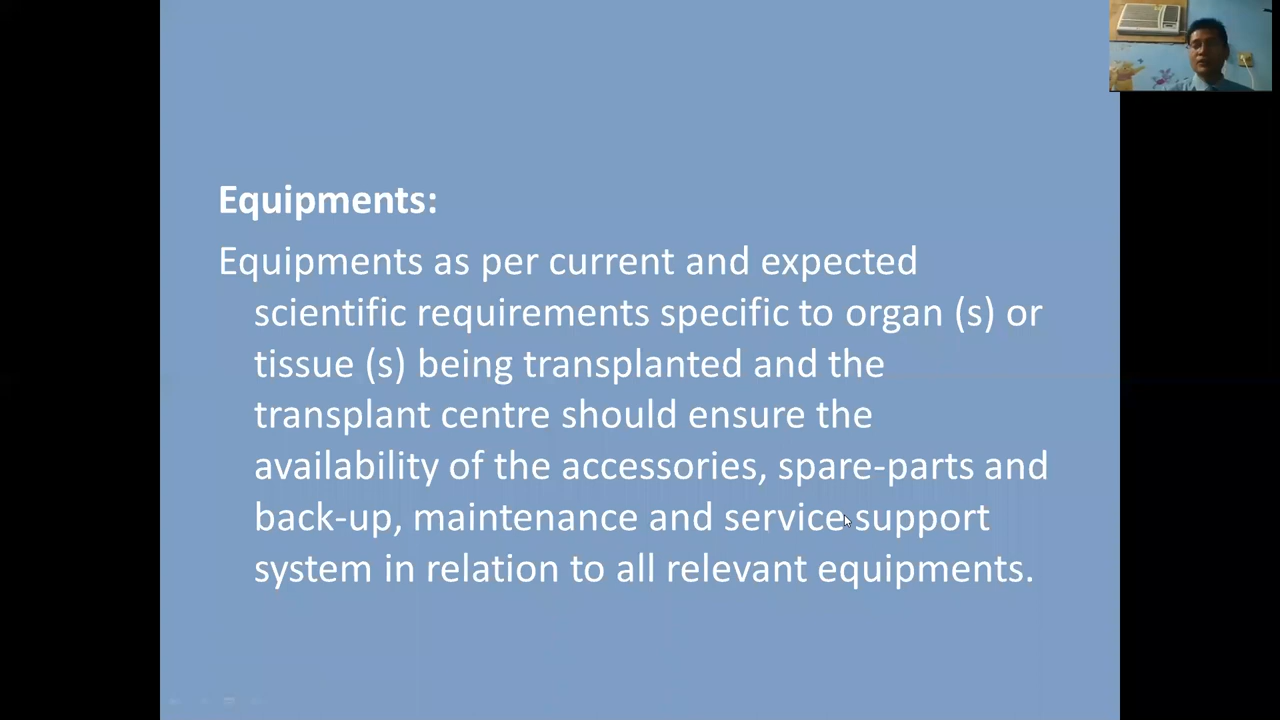 Equipments:
Equipments as per current and expected
scientific requirements specific to organ (s) or
tissue (s) being transplanted and the
transplant centre should ensure the
availability of the accessories, spare-parts and
back-up, maintenance and service support
system in relation to all relevant equipments.